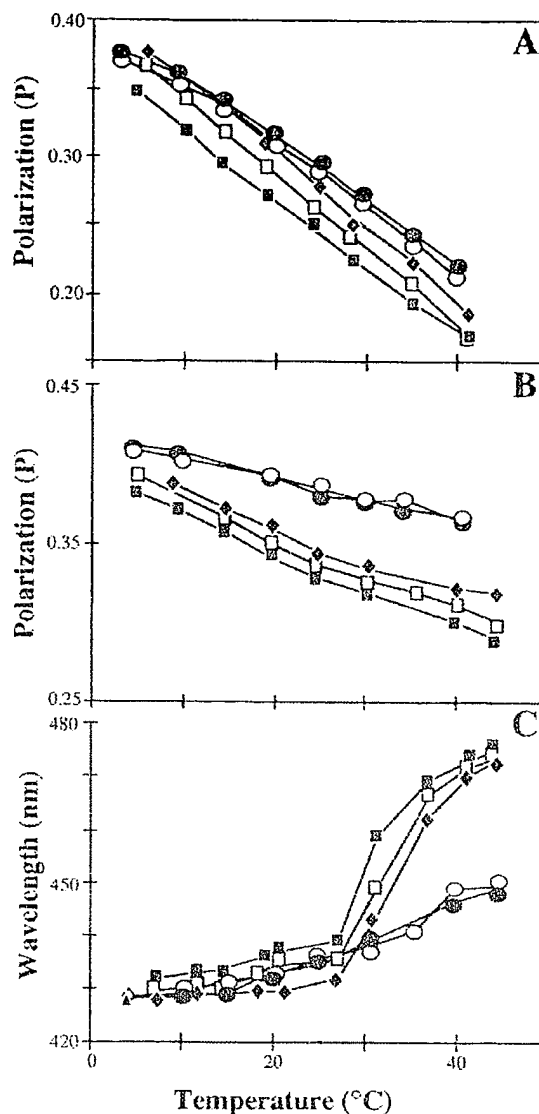 A
0.40
0.30
0.20
Polarization (P)
B
0.45
0.35
0.25
Polarization (P)
C
480
450
420
Wavelength (nm)
0
20
40
Temperature (°C)